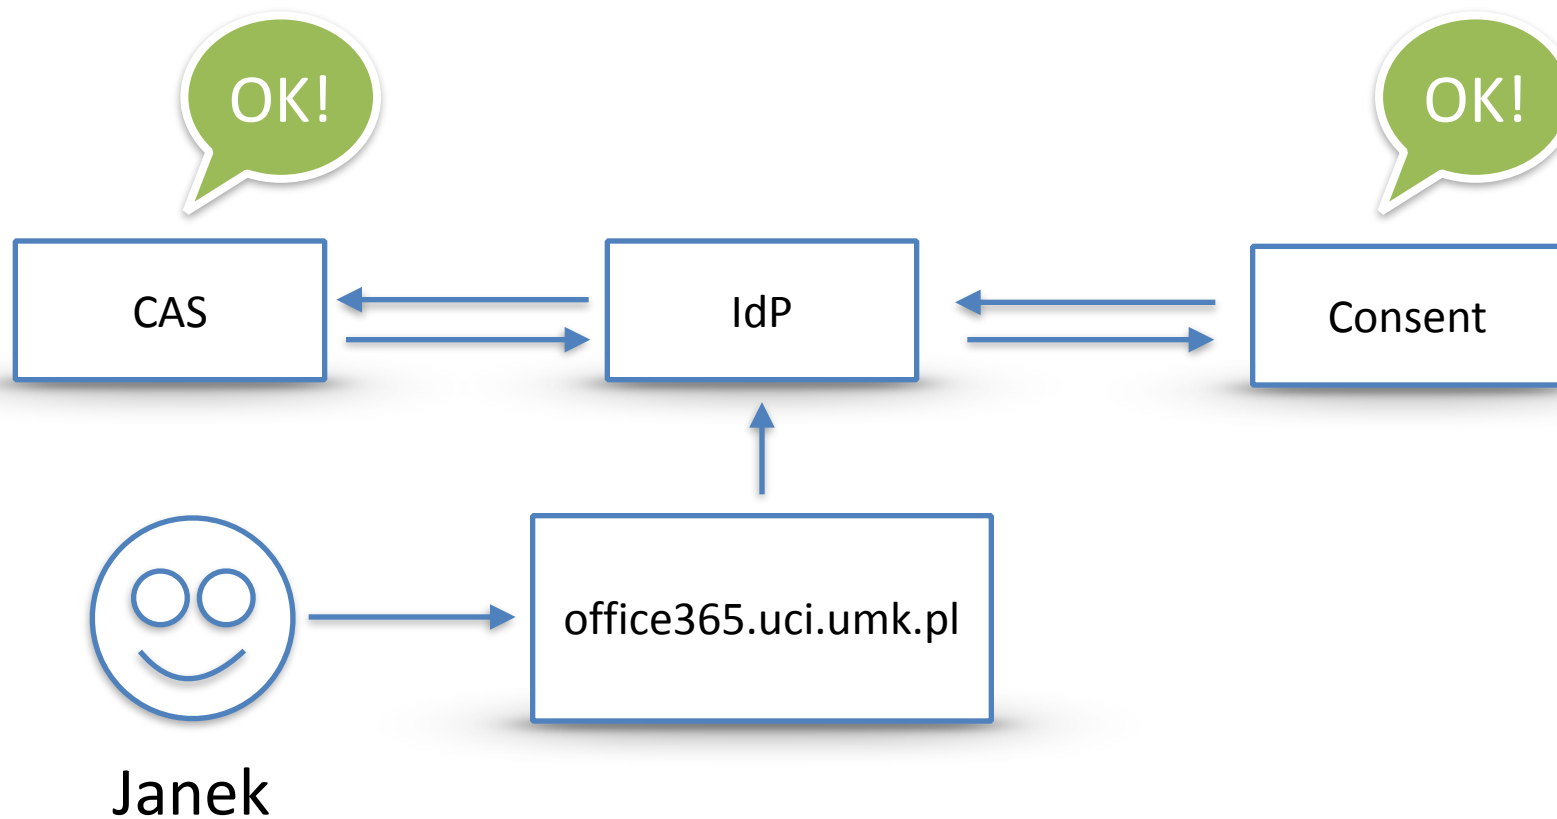 OK!
OK!
CAS
IdP
Consent
office365.uci.umk.pl
Janek